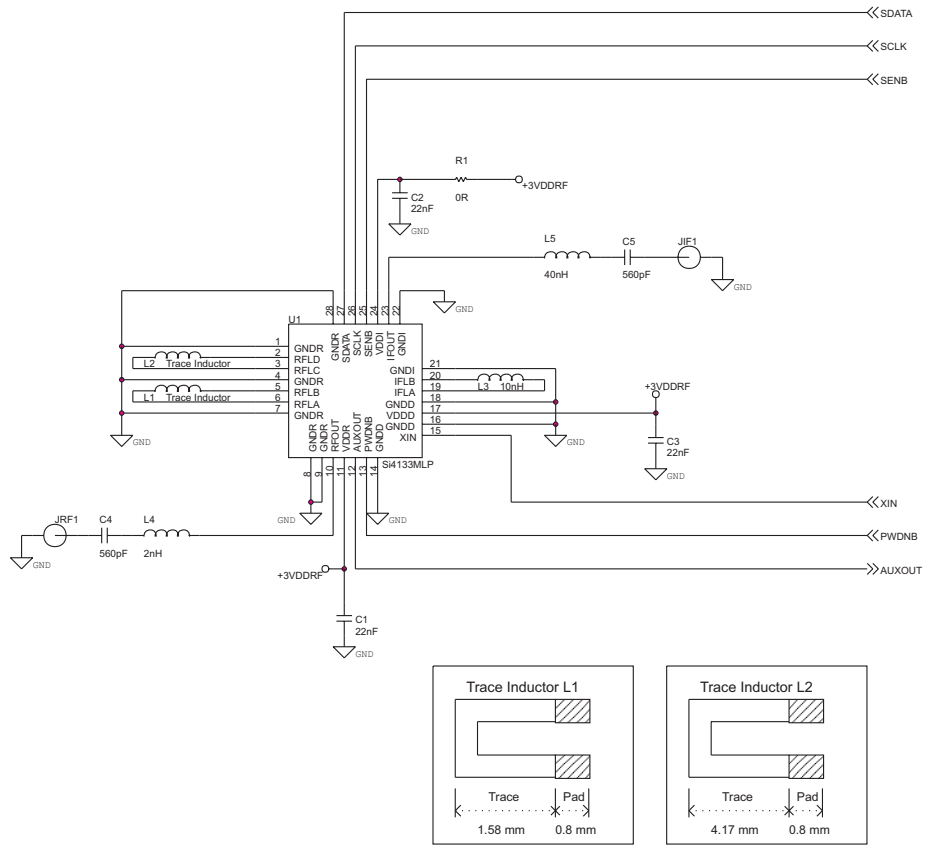 SDATA
SCLK
SENB
R1
0R
+3VDDRF
C2
22nF
GND
L5
40nH
C5
560pF
JIF1
GND
GND
U1
28
27
26
25
24
23
22
GNDR
SDATA
SCLK
SENB
VDDI
IFOUT
GNDI
1
2
3
4
5
6
7
GNDR
RFLD
RFLC
GNDR
RFLB
RFLA
GNDR
L2 Trace Inductor
L1 Trace Inductor
GND
21
20
19
18
17
16
15
GNDI
IFLB
IFLA
GNDD
VDDD
GNDD
XIN
L3 10nH
GND
+3VDDRF
C3
22nF
GND
GNDR
GNDR
RFOUT
VDDR
AUXOUT
PWDNB
GNDD
8
9
10
11
12
13
14
Si4133MLP
GND
GND
XIN
PWDNB
AUXOUT
JRF1
C4
560pF
L4
2nH
GND
+3VDDRF
C1
22nF
GND
Trace Inductor L1
Trace Pad
1.58 mm 0.8 mm
Trace Inductor L2
Trace Pad
4.17 mm 0.8 mm